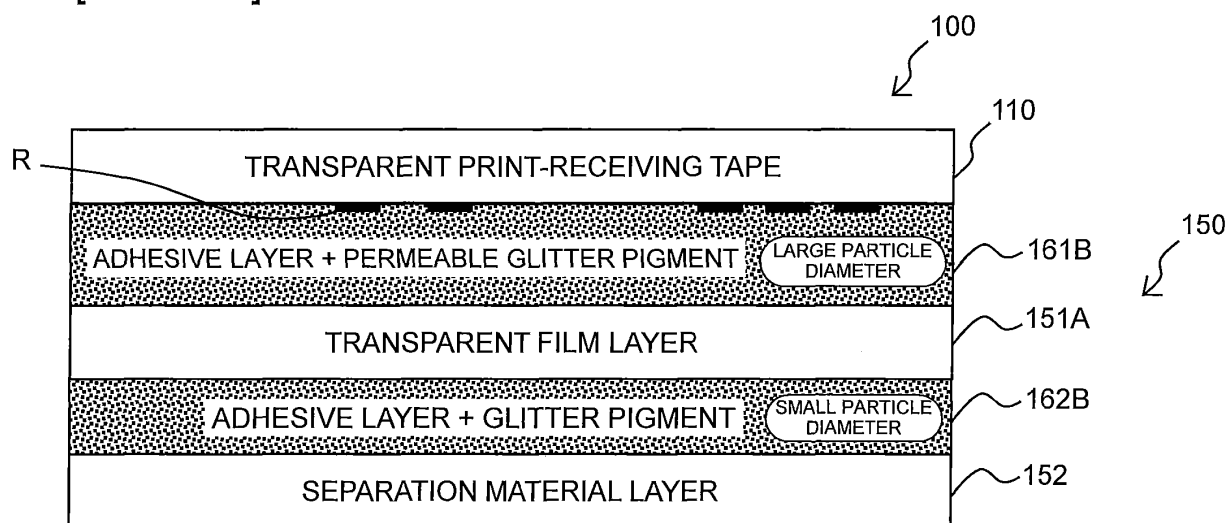 100
110
TRANSPARENT PRINT-RECEIVING TAPE
R
150
ADHESIVE LAYER + PERMEABLE GLITTER PIGMENT
LARGE PARTICLE
DIAMETER
161B
TRANSPARENT FILM LAYER
151A
ADHESIVE LAYER + GLITTER PIGMENT
SMALL PARTICLE
DIAMETER
162B
SEPARATION MATERIAL LAYER
152